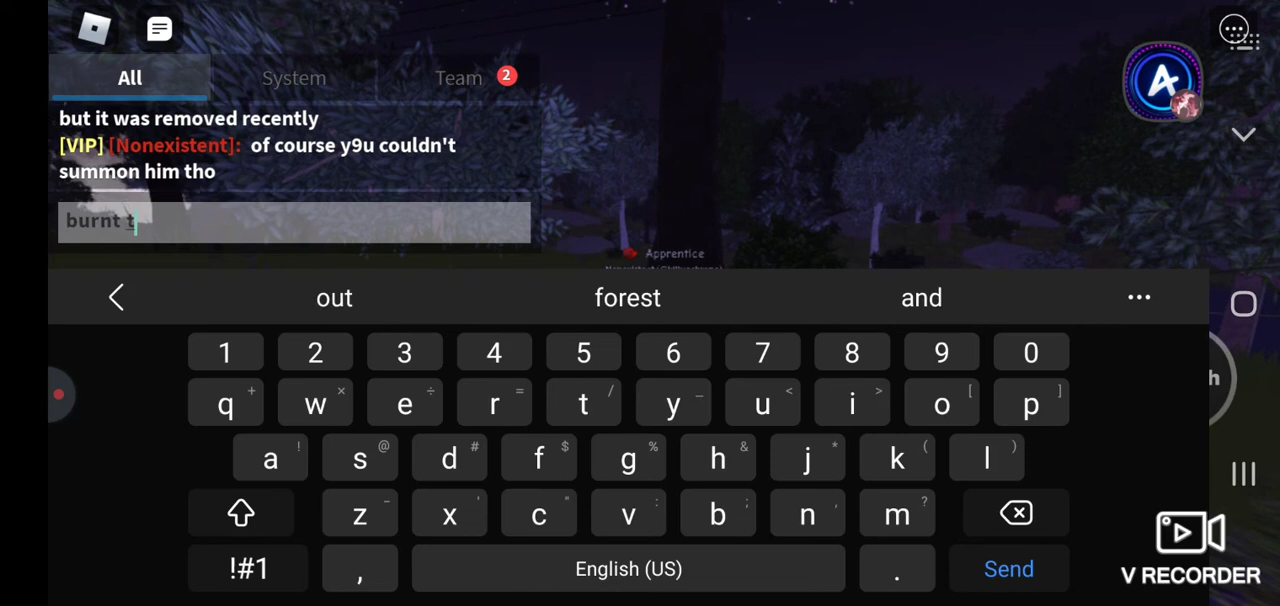 All System Team 2
but it was removed recently
[VIP] [Nonexistent]: of course y9u couldn't
summon him tho
burnt t
Apprentice
out forest and ...
1 2 3 4 5 6 7 8 9 0
q + w × e ÷ r = t / y _ u < i > o [ p ]
a ! s @ d # f $ g % h & j * k ( l )
z - x ' c " v : b ; n , m ?
!#1 , English (US) . Send
h
V RECORDER